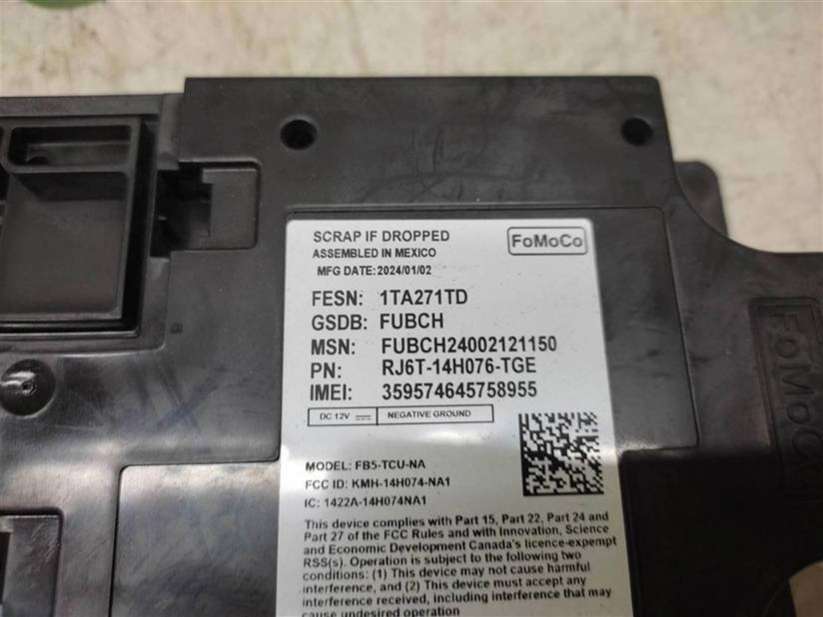 SCRAP IF DROPPED
ASSEMBLED IN MEXICO
MFG DATE: 2024/01/02
FoMoCo
FESN: 1TA271TD
GSDB: FUBCH
MSN: FUBCH24002121150
PN: RJ6T-14H076-TGE
IMEI: 359574645758955
DC 12V ⎓ NEGATIVE GROUND
MODEL: FB5-TCU-NA
FCC ID: KMH-14H074-NA1
IC: 1422A-14H074NA1
This device complies with Part 15, Part 22, Part 24 and
Part 27 of the FCC Rules and with Innovation, Science
and Economic Development Canada's licence-exempt
RSS(s). Operation is subject to the following two
conditions: (1) This device may not cause harmful
interference, and (2) This device must accept any
interference received, including interference that may
cause undesired operation
FoMoCo